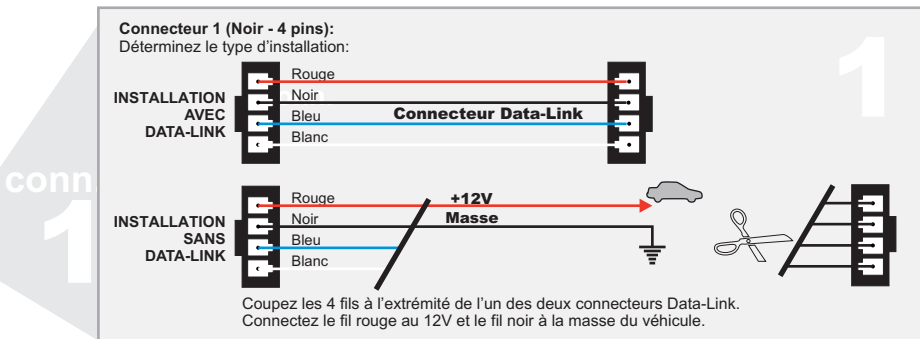 Connecteur 1 (Noir - 4 pins):
Déterminez le type d'installation:
1
INSTALLATION
AVEC
DATA-LINK
Rouge
Noir
Bleu
Blanc
Connecteur Data-Link
conn
1
INSTALLATION
SANS
DATA-LINK
Rouge
Noir
Bleu
Blanc
+12V
Masse
Coupez les 4 fils à l'extrémité de l'un des deux connecteurs Data-Link.
Connectez le fil rouge au 12V et le fil noir à la masse du véhicule.